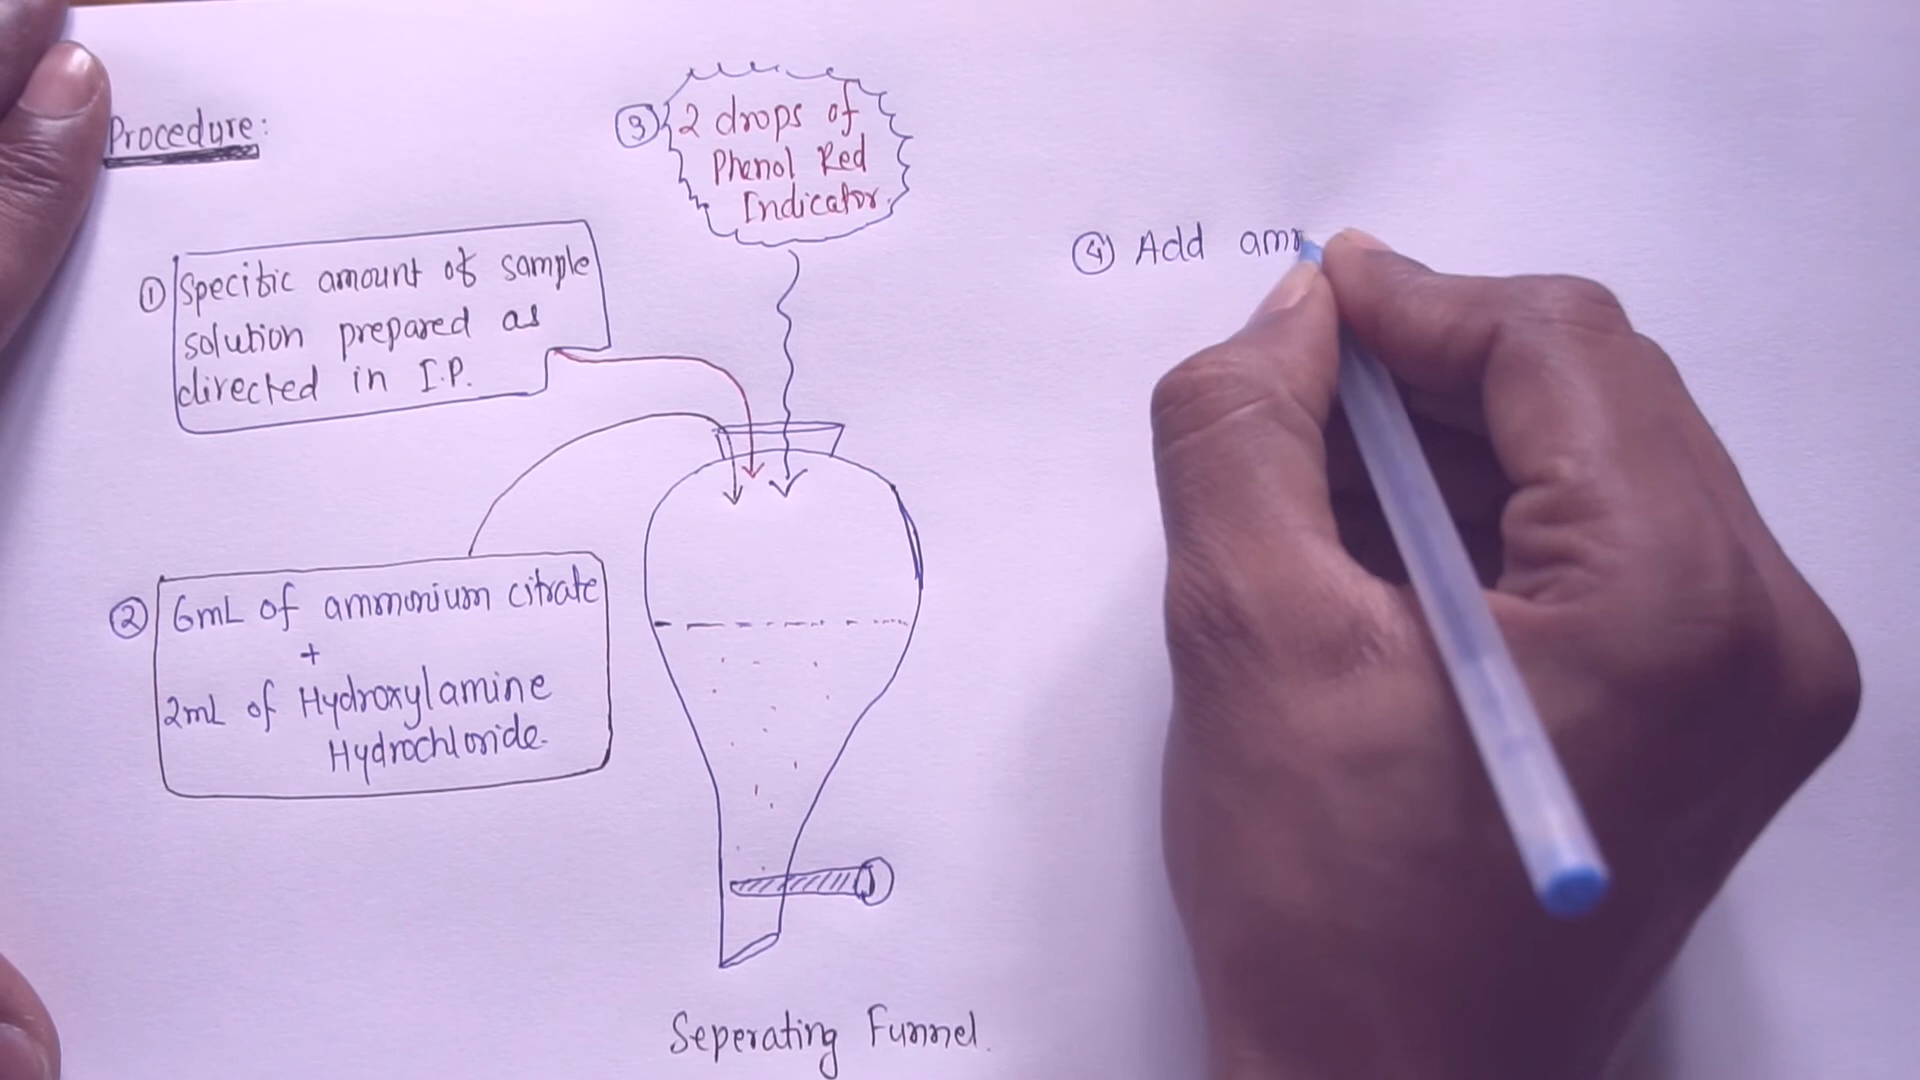 Procedure:
① Specific amount of sample
solution prepared as
directed in I.P.
② 6mL of ammonium citrate
+
2mL of Hydroxylamine
Hydrochloride.
③ 2 drops of
Phenol Red
Indicator.
④ Add amm
Seperating Funnel.